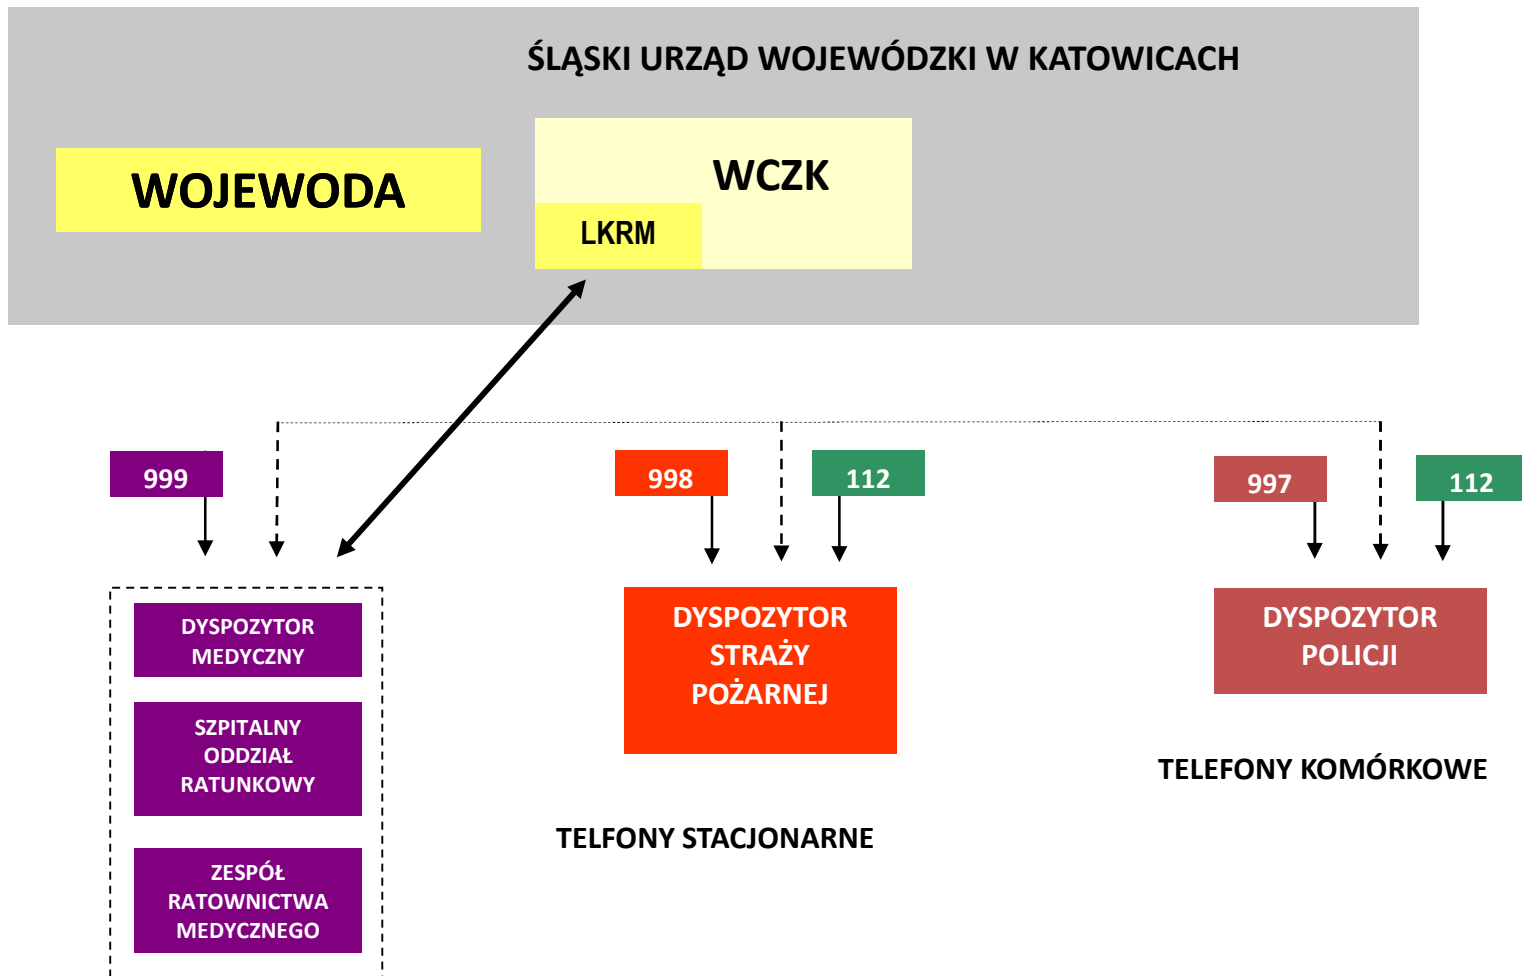 ŚLĄSKI URZĄD WOJEWÓDZKI W KATOWICACH
WOJEWODA
WCZK
LKRM
999
998
112
997
112
DYSPOZYTOR
MEDYCZNY
SZPITALNY
ODDZIAŁ
RATUNKOWY
ZESPÓŁ
RATOWNICTWA
MEDYCZNEGO
DYSPOZYTOR
STRAŻY
POŻARNEJ
TELFONY STACJONARNE
DYSPOZYTOR
POLICJI
TELEFONY KOMÓRKOWE